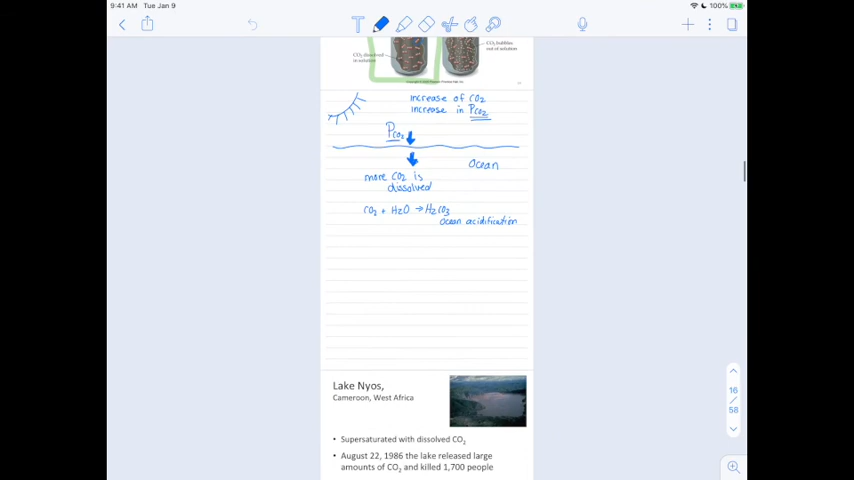 9:41 AM Tue Jan 9
100%
CO₂ dissolved
in solution
CO₂ bubbles
out of solution
increase of CO₂
increase in PCO₂
PCO₂
Ocean
more CO₂ is
dissolved
CO₂ + H₂O → H₂CO₃
Ocean acidification
16
/
58
Lake Nyos,
Cameroon, West Africa
• Supersaturated with dissolved CO₂
• August 22, 1986 the lake released large
amounts of CO₂ and killed 1,700 people